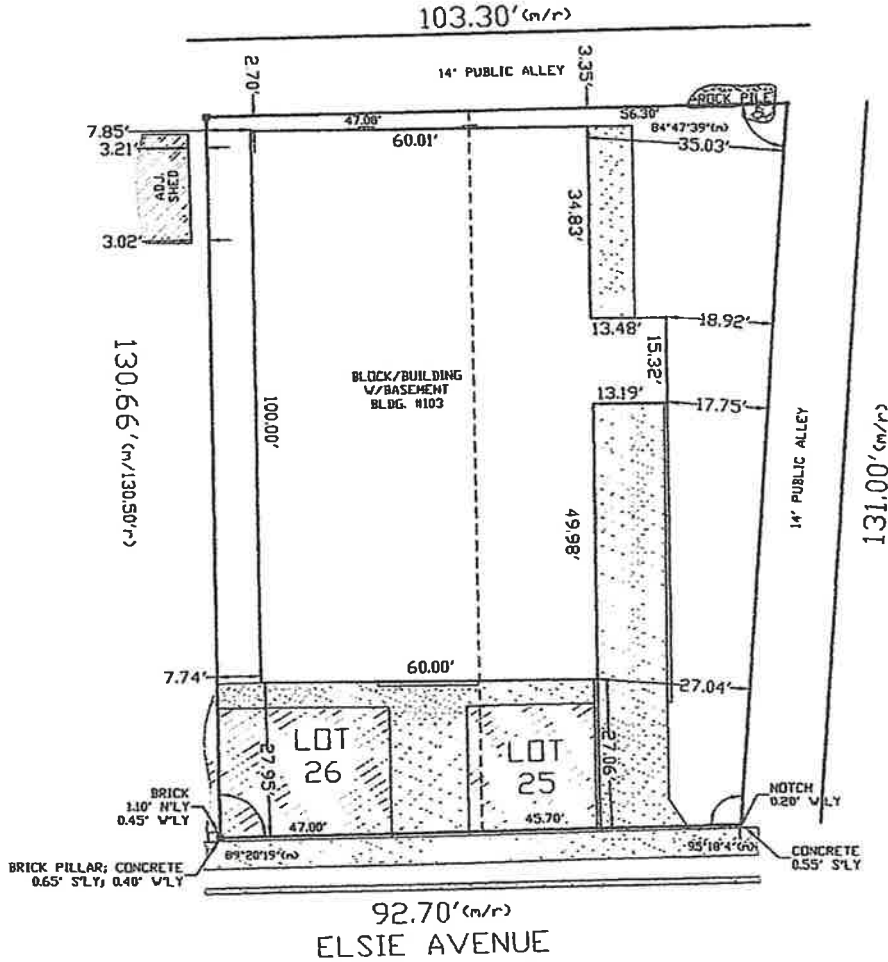 103.30'(m/r)
2.70'
3.35'
14' PUBLIC ALLEY
ROCK PILE
47.00'
56.30'
84°47'39"(m)
7.85'
60.01'
35.03'
3.21'
ADJ.
SHED
34.83'
3.02'
13.48'
18.92'
15.32'
130.66'(m/130.50'r)
BLOCK/BUILDING
W/BASEMENT
BLDG. #103
13.19'
17.75'
100.00'
14' PUBLIC ALLEY
131.00'(m/r)
49.98'
7.74'
60.00'
27.04'
LOT
26
LOT
25
27.95'
27.06'
BRICK
1.10' N'LY
0.45' W'LY
NOTCH
0.20' W'LY
47.00'
45.70'
89°20'19"(m)
95°18'4"(m)
BRICK PILLAR; CONCRETE
0.65' S'LY; 0.40' W'LY
CONCRETE
0.55' S'LY
92.70'(m/r)
ELSIE AVENUE